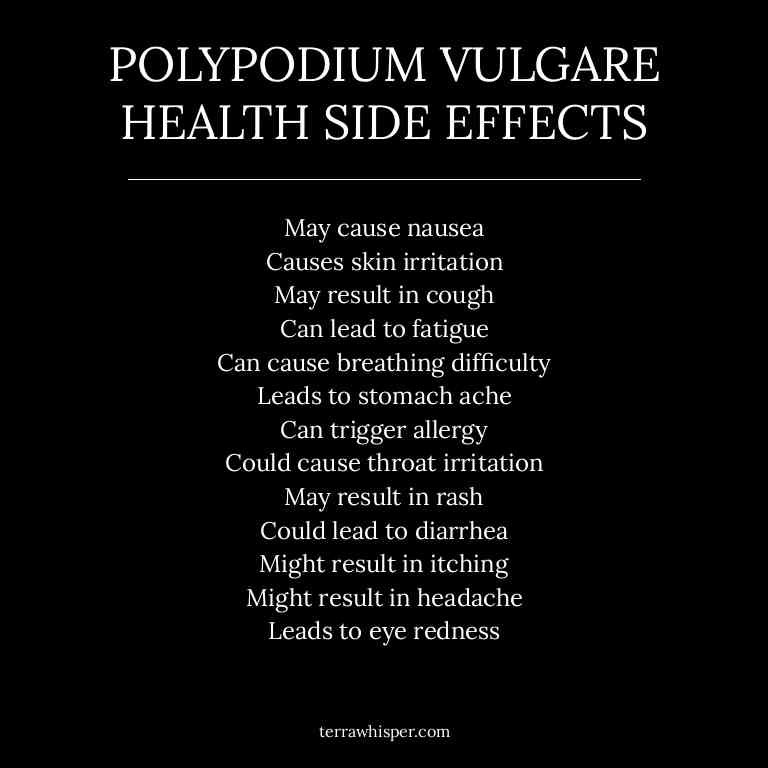 POLYPODIUM VULGARE
HEALTH SIDE EFFECTS
May cause nausea
Causes skin irritation
May result in cough
Can lead to fatigue
Can cause breathing difficulty
Leads to stomach ache
Can trigger allergy
Could cause throat irritation
May result in rash
Could lead to diarrhea
Might result in itching
Might result in headache
Leads to eye redness
terrawhisper.com